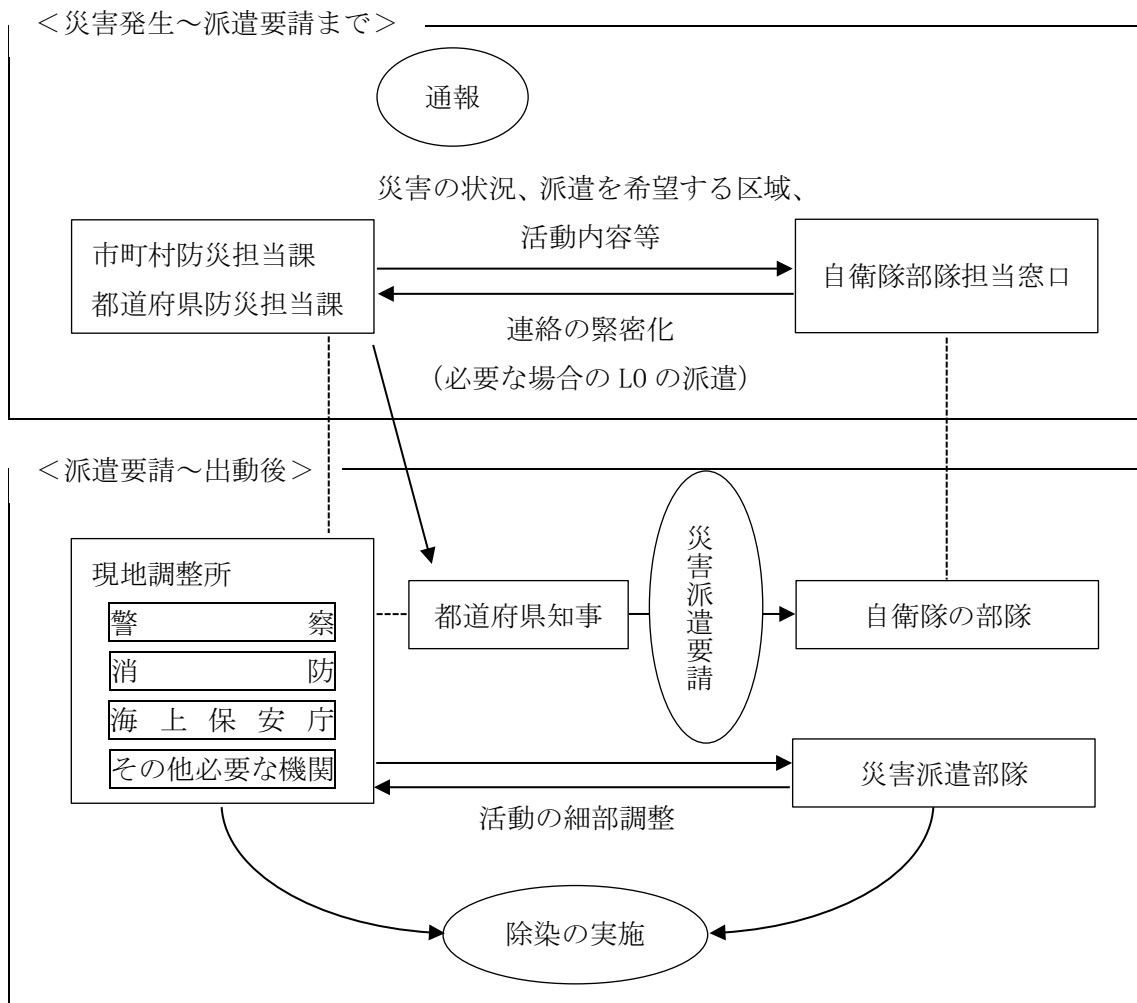 ＜災害発生～派遣要請まで＞
通報
災害の状況、派遣を希望する区域、
活動内容等
市町村防災担当課
都道府県防災担当課
自衛隊部隊担当窓口
連絡の緊密化
（必要な場合の LO の派遣）
＜派遣要請～出動後＞
現地調整所
警察
消防
海上保安庁
その他必要な機関
都道府県知事
災害派遣要請
自衛隊の部隊
災害派遣部隊
活動の細部調整
除染の実施